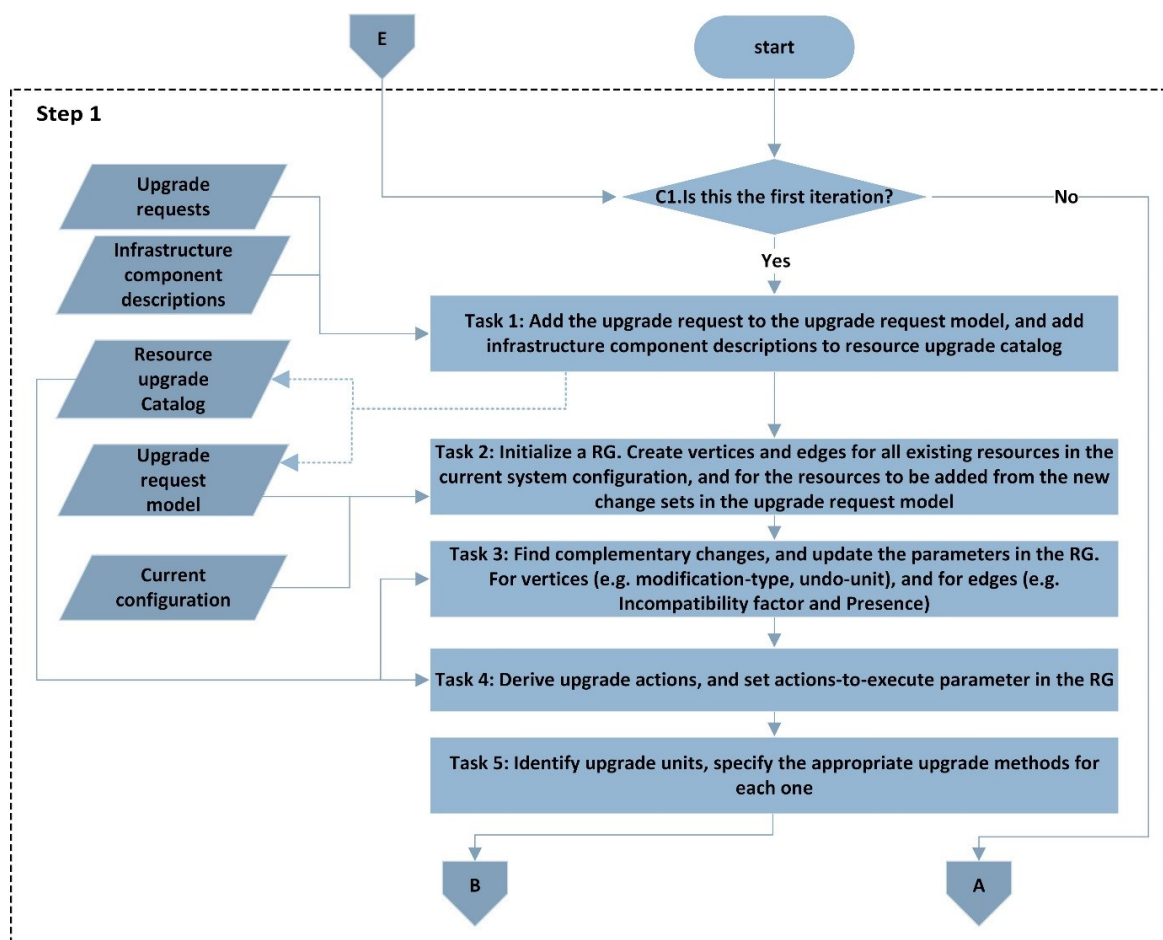 E
start
Step 1
Upgrade
requests
C1.Is this the first iteration?
No
Infrastructure
component
descriptions
Yes
Task 1: Add the upgrade request to the upgrade request model, and add
infrastructure component descriptions to resource upgrade catalog
Resource
upgrade
Catalog
Upgrade
request
model
Task 2: Initialize a RG. Create vertices and edges for all existing resources in the
current system configuration, and for the resources to be added from the new
change sets in the upgrade request model
Current
configuration
Task 3: Find complementary changes, and update the parameters in the RG.
For vertices (e.g. modification-type, undo-unit), and for edges (e.g.
Incompatibility factor and Presence)
Task 4: Derive upgrade actions, and set actions-to-execute parameter in the RG
Task 5: Identify upgrade units, specify the appropriate upgrade methods for
each one
B
A